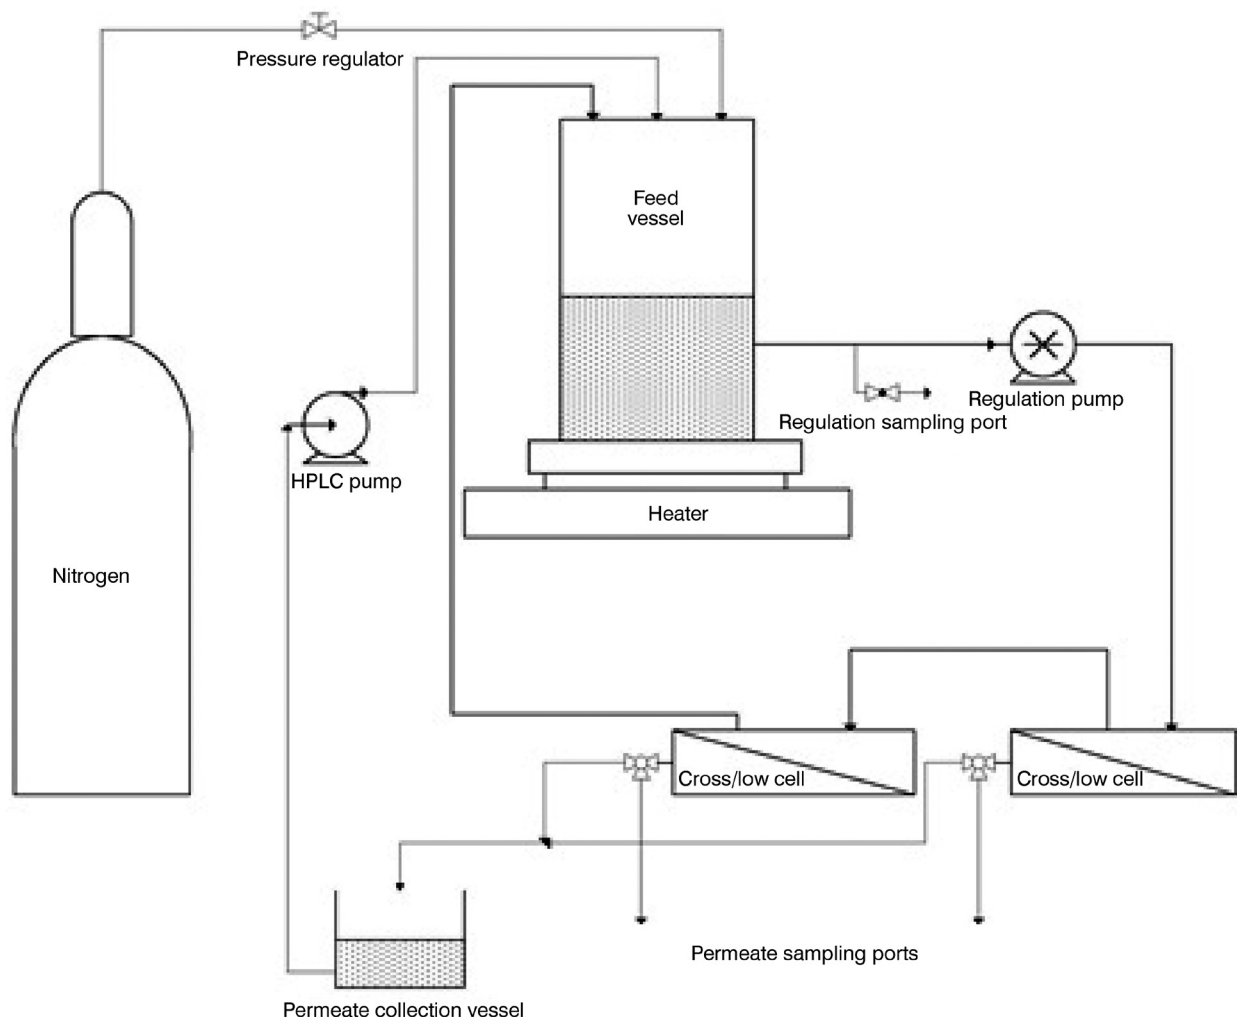 Pressure regulator
Feed
vessel
Regulation pump
Regulation sampling port
HPLC pump
Heater
Nitrogen
Cross/low cell
Cross/low cell
Permeate sampling ports
Permeate collection vessel